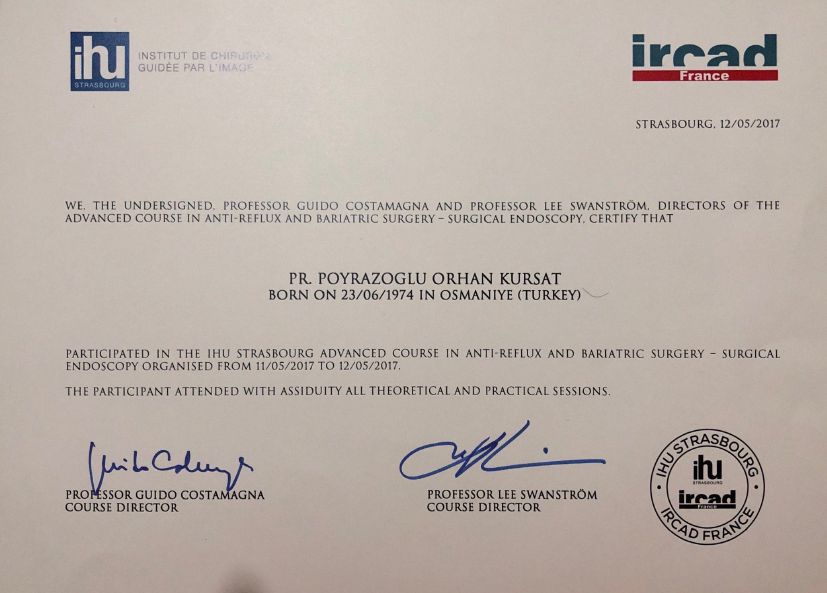 ihu
STRASBOURG
INSTITUT DE CHIRURGIE
GUIDÉE PAR L'IMAGE
ircad
France
STRASBOURG, 12/05/2017
WE, THE UNDERSIGNED, PROFESSOR GUIDO COSTAMAGNA AND PROFESSOR LEE SWANSTRÖM, DIRECTORS OF THE
ADVANCED COURSE IN ANTI-REFLUX AND BARIATRIC SURGERY – SURGICAL ENDOSCOPY, CERTIFY THAT
PR. POYRAZOGLU ORHAN KURSAT
BORN ON 23/06/1974 IN OSMANIYE (TURKEY)
PARTICIPATED IN THE IHU STRASBOURG ADVANCED COURSE IN ANTI-REFLUX AND BARIATRIC SURGERY – SURGICAL
ENDOSCOPY ORGANISED FROM 11/05/2017 TO 12/05/2017.
THE PARTICIPANT ATTENDED WITH ASSIDUITY ALL THEORETICAL AND PRACTICAL SESSIONS.
PROFESSOR GUIDO COSTAMAGNA
COURSE DIRECTOR
PROFESSOR LEE SWANSTRÖM
COURSE DIRECTOR
IHU STRASBOURG
ihu
STRASBOURG
ircad
France
IRCAD FRANCE